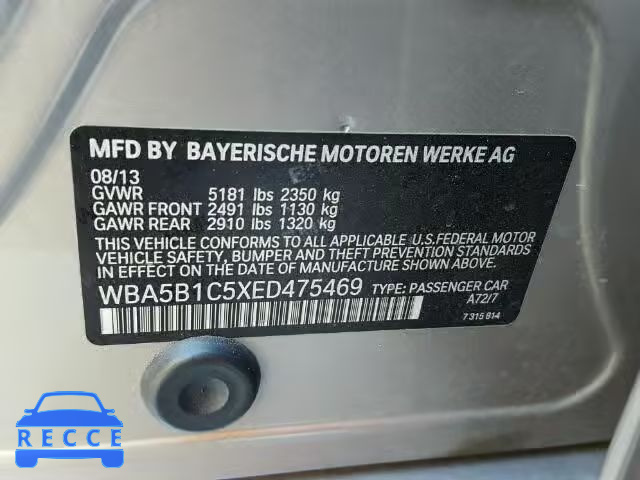 MFD BY BAYERISCHE MOTOREN WERKE AG
08/13
GVWR 5181 lbs 2350 kg
GAWR FRONT 2491 lbs 1130 kg
GAWR REAR 2910 lbs 1320 kg
THIS VEHICLE CONFORMS TO ALL APPLICABLE U.S.FEDERAL MOTOR
VEHICLE SAFETY, BUMPER AND THEFT PREVENTION STANDARDS IN
EFFECT ON THE DATE OF MANUFACTURE SHOWN ABOVE.
WBA5B1C5XED475469 TYPE: PASSENGER CAR
A72/7
7 315 814
RECCE